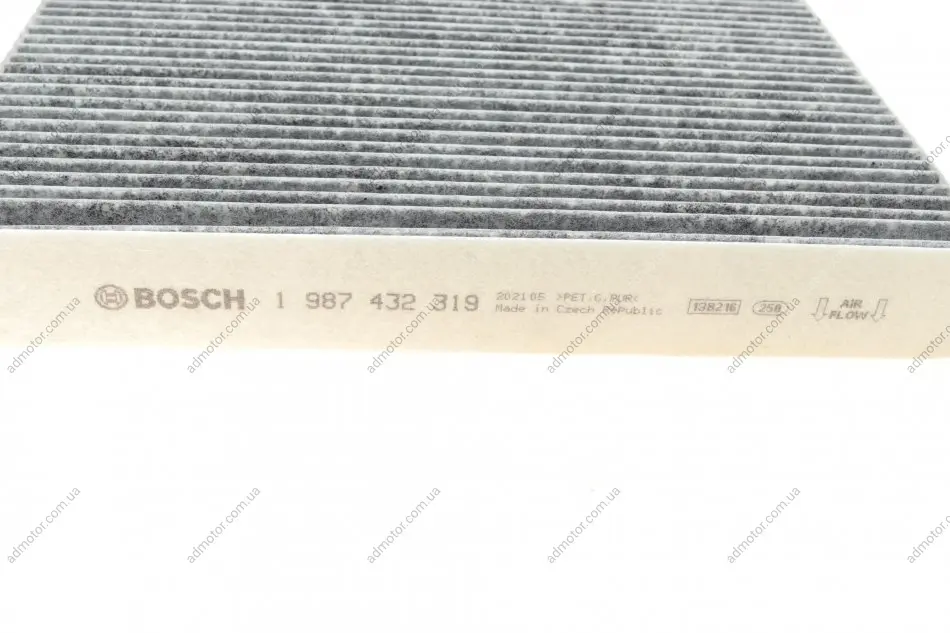 BOSCH 1 987 432 319
202105 >PET,C,PUR<
Made in Czech Republic
138216
258
AIR
FLOW
admotor.com.ua